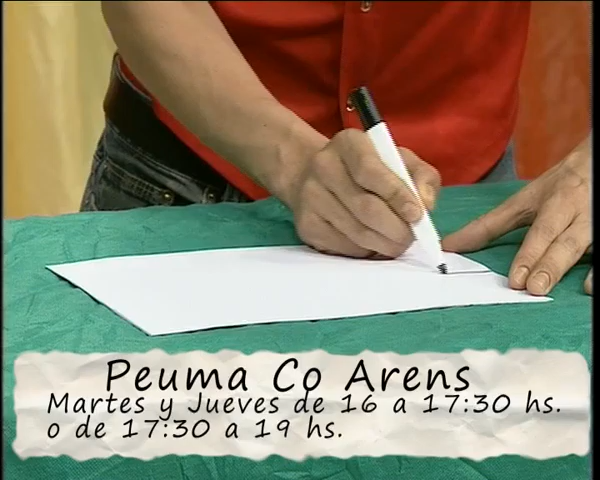 Peuma Co Arens
Martes y Jueves de 16 a 17:30 hs.
o de 17:30 a 19 hs.